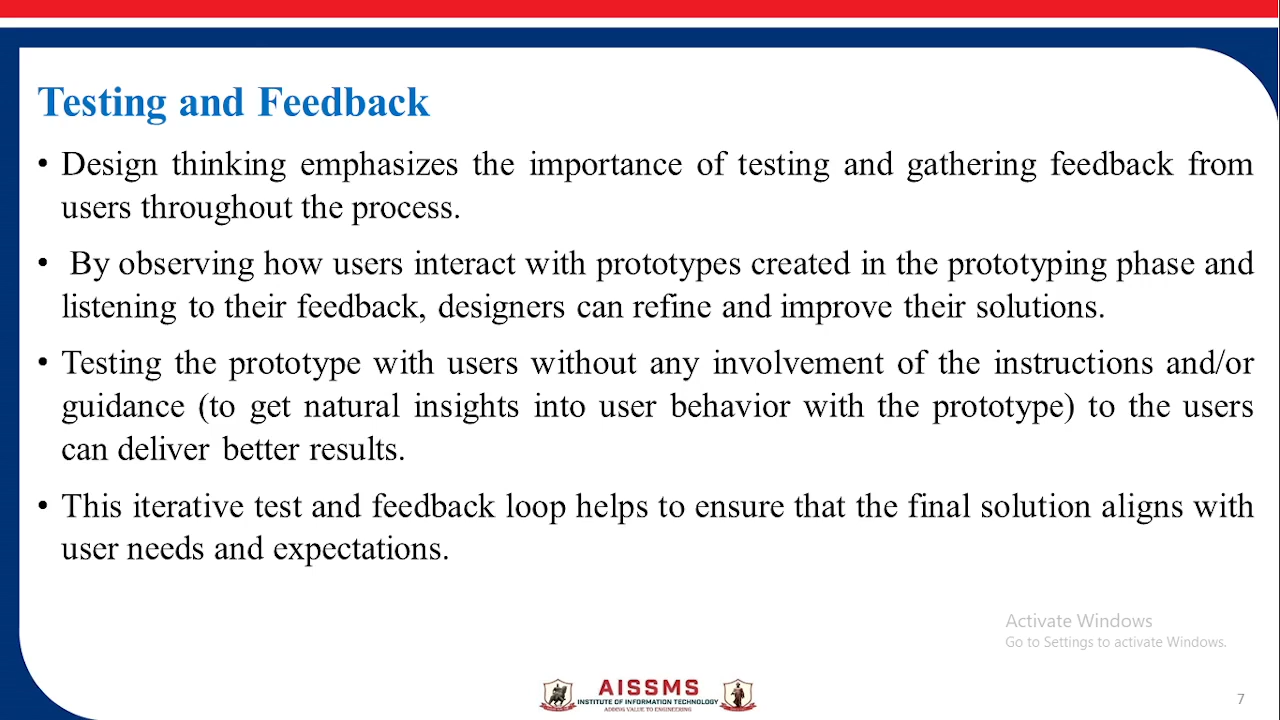 Testing and Feedback
• Design thinking emphasizes the importance of testing and gathering feedback from
users throughout the process.
• By observing how users interact with prototypes created in the prototyping phase and
listening to their feedback, designers can refine and improve their solutions.
• Testing the prototype with users without any involvement of the instructions and/or
guidance (to get natural insights into user behavior with the prototype) to the users
can deliver better results.
• This iterative test and feedback loop helps to ensure that the final solution aligns with
user needs and expectations.
Activate Windows
Go to Settings to activate Windows.
AISSMS
INSTITUTE OF INFORMATION TECHNOLOGY
ADDING VALUE TO ENGINEERING
7